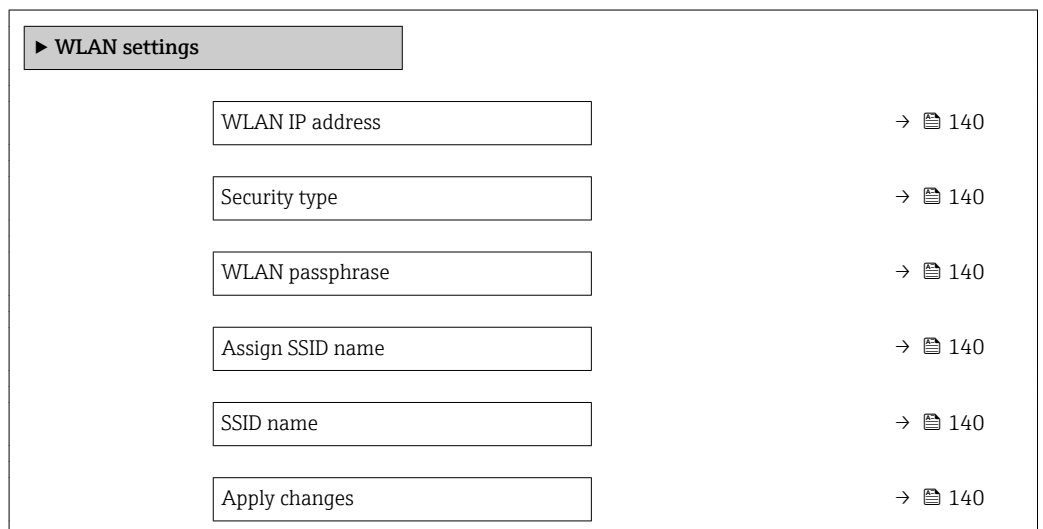 ► WLAN settings
WLAN IP address → 140
Security type → 140
WLAN passphrase → 140
Assign SSID name → 140
SSID name → 140
Apply changes → 140